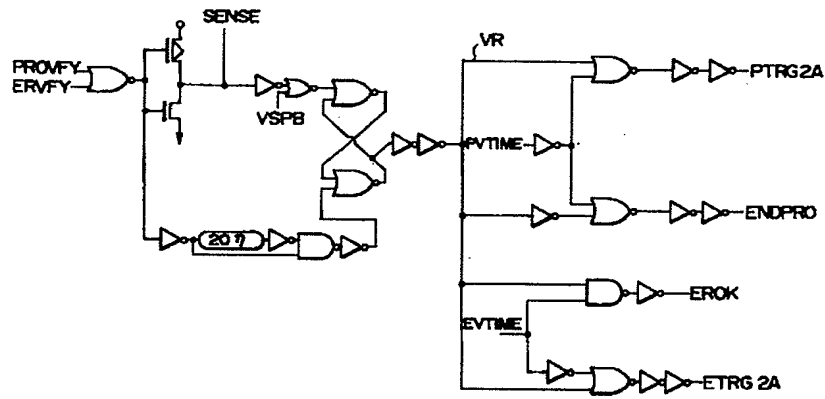 SENSE
VR
PROVFY
ERVFY
PTRG2A
VSPB
PVTIME
ENDPRO
20 η
EROK
EVTIME
ETRG 2A